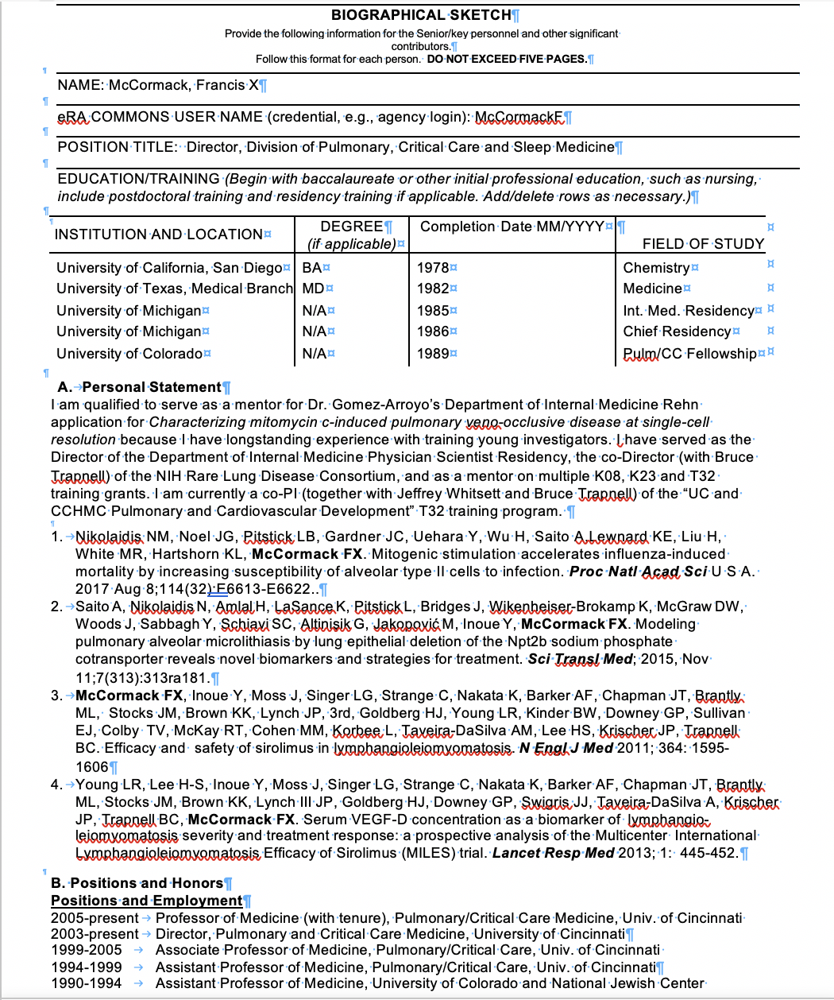 BIOGRAPHICAL SKETCH
Provide the following information for the Senior/key personnel and other significant
contributors.
Follow this format for each person. DO NOT EXCEED FIVE PAGES.
NAME: McCormack, Francis X
eRA COMMONS USER NAME (credential, e.g., agency login): McCormackF
POSITION TITLE: Director, Division of Pulmonary, Critical Care and Sleep Medicine
EDUCATION/TRAINING (Begin with baccalaureate or other initial professional education, such as nursing,
include postdoctoral training and residency training if applicable. Add/delete rows as necessary.)
INSTITUTION AND LOCATION DEGREE (if applicable) Completion Date MM/YYYY FIELD OF STUDY
University of California, San Diego BA 1978 Chemistry
University of Texas, Medical Branch MD 1982 Medicine
University of Michigan N/A 1985 Int. Med. Residency
University of Michigan N/A 1986 Chief Residency
University of Colorado N/A 1989 Pulm/CC Fellowship
A. Personal Statement
I am qualified to serve as a mentor for Dr. Gomez-Arroyo's Department of Internal Medicine Rehn
application for Characterizing mitomycin c-induced pulmonary veno-occlusive disease at single-cell
resolution because I have longstanding experience with training young investigators. I have served as the
Director of the Department of Internal Medicine Physician Scientist Residency, the co-Director (with Bruce
Trapnell) of the NIH Rare Lung Disease Consortium, and as a mentor on multiple K08, K23 and T32
training grants. I am currently a co-PI (together with Jeffrey Whitsett and Bruce Trapnell) of the “UC and
CCHMC Pulmonary and Cardiovascular Development” T32 training program.
1. Nikolaidis NM, Noel JG, Pitstick LB, Gardner JC, Uehara Y, Wu H, Saito A,Lewnard KE, Liu H,
White MR, Hartshorn KL, McCormack FX. Mitogenic stimulation accelerates influenza-induced
mortality by increasing susceptibility of alveolar type II cells to infection. Proc Natl Acad Sci U S A.
2017 Aug 8;114(32):E6613-E6622..
2. Saito A, Nikolaidis N, Amlal H, LaSance K, Pitstick L, Bridges J, Wikenheiser-Brokamp K, McGraw DW,
Woods J, Sabbagh Y, Schiavi SC, Altinişik G, Jakopović M, Inoue Y, McCormack FX. Modeling
pulmonary alveolar microlithiasis by lung epithelial deletion of the Npt2b sodium phosphate
cotransporter reveals novel biomarkers and strategies for treatment. Sci Transl Med; 2015, Nov
11;7(313):313ra181.
3. McCormack FX, Inoue Y, Moss J, Singer LG, Strange C, Nakata K, Barker AF, Chapman JT, Brantly
ML, Stocks JM, Brown KK, Lynch JP, 3rd, Goldberg HJ, Young LR, Kinder BW, Downey GP, Sullivan
EJ, Colby TV, McKay RT, Cohen MM, Korbee L, Taveira-DaSilva AM, Lee HS, Krischer JP, Trapnell
BC. Efficacy and safety of sirolimus in lymphangioleiomyomatosis. N Engl J Med 2011; 364: 1595-
1606
4. Young LR, Lee H-S, Inoue Y, Moss J, Singer LG, Strange C, Nakata K, Barker AF, Chapman JT, Brantly
ML, Stocks JM, Brown KK, Lynch III JP, Goldberg HJ, Downey GP, Swigris JJ, Taveira-DaSilva A, Krischer
JP, Trapnell BC, McCormack FX. Serum VEGF-D concentration as a biomarker of lymphangio-
leiomyomatosis severity and treatment response: a prospective analysis of the Multicenter International
Lymphangioleiomyomatosis Efficacy of Sirolimus (MILES) trial. Lancet Resp Med 2013; 1: 445-452.
B. Positions and Honors
Positions and Employment
2005-present Professor of Medicine (with tenure), Pulmonary/Critical Care Medicine, Univ. of Cincinnati
2003-present Director, Pulmonary and Critical Care Medicine, University of Cincinnati
1999-2005 Associate Professor of Medicine, Pulmonary/Critical Care, Univ. of Cincinnati
1994-1999 Assistant Professor of Medicine, Pulmonary/Critical Care, Univ. of Cincinnati
1990-1994 Assistant Professor of Medicine, University of Colorado and National Jewish Center